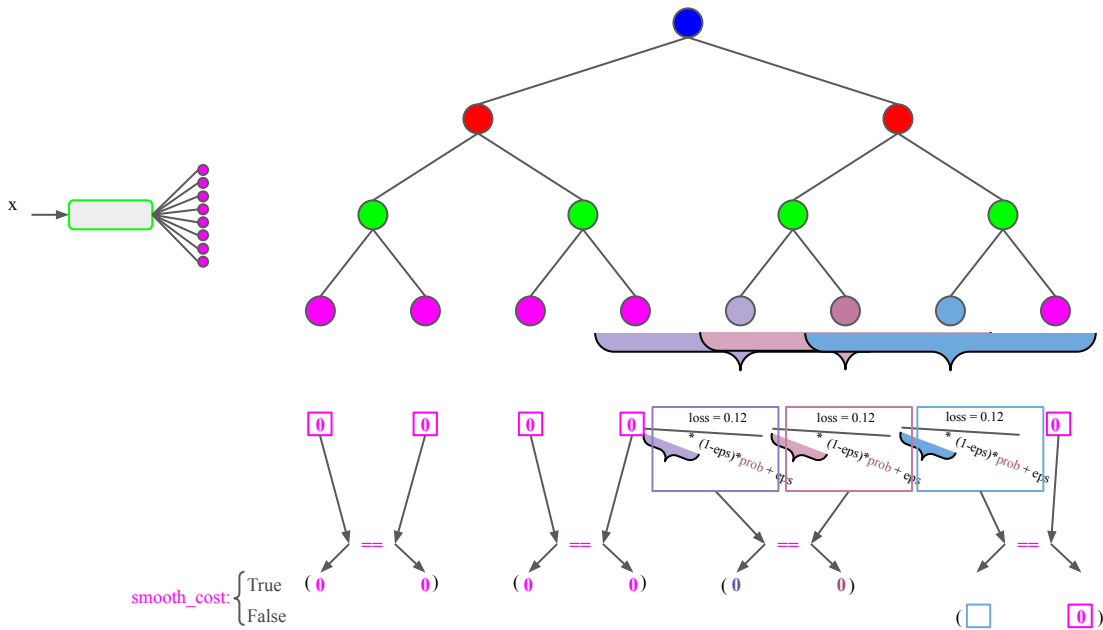 x
0 0 0 0 0
loss = 0.12 loss = 0.12 loss = 0.12
* (1-eps)*prob + eps * (1-eps)*prob + eps * (1-eps)*prob + eps
== == == ==
smooth_cost:
True (0 0) (0 0) (0 0)
False ( 0)